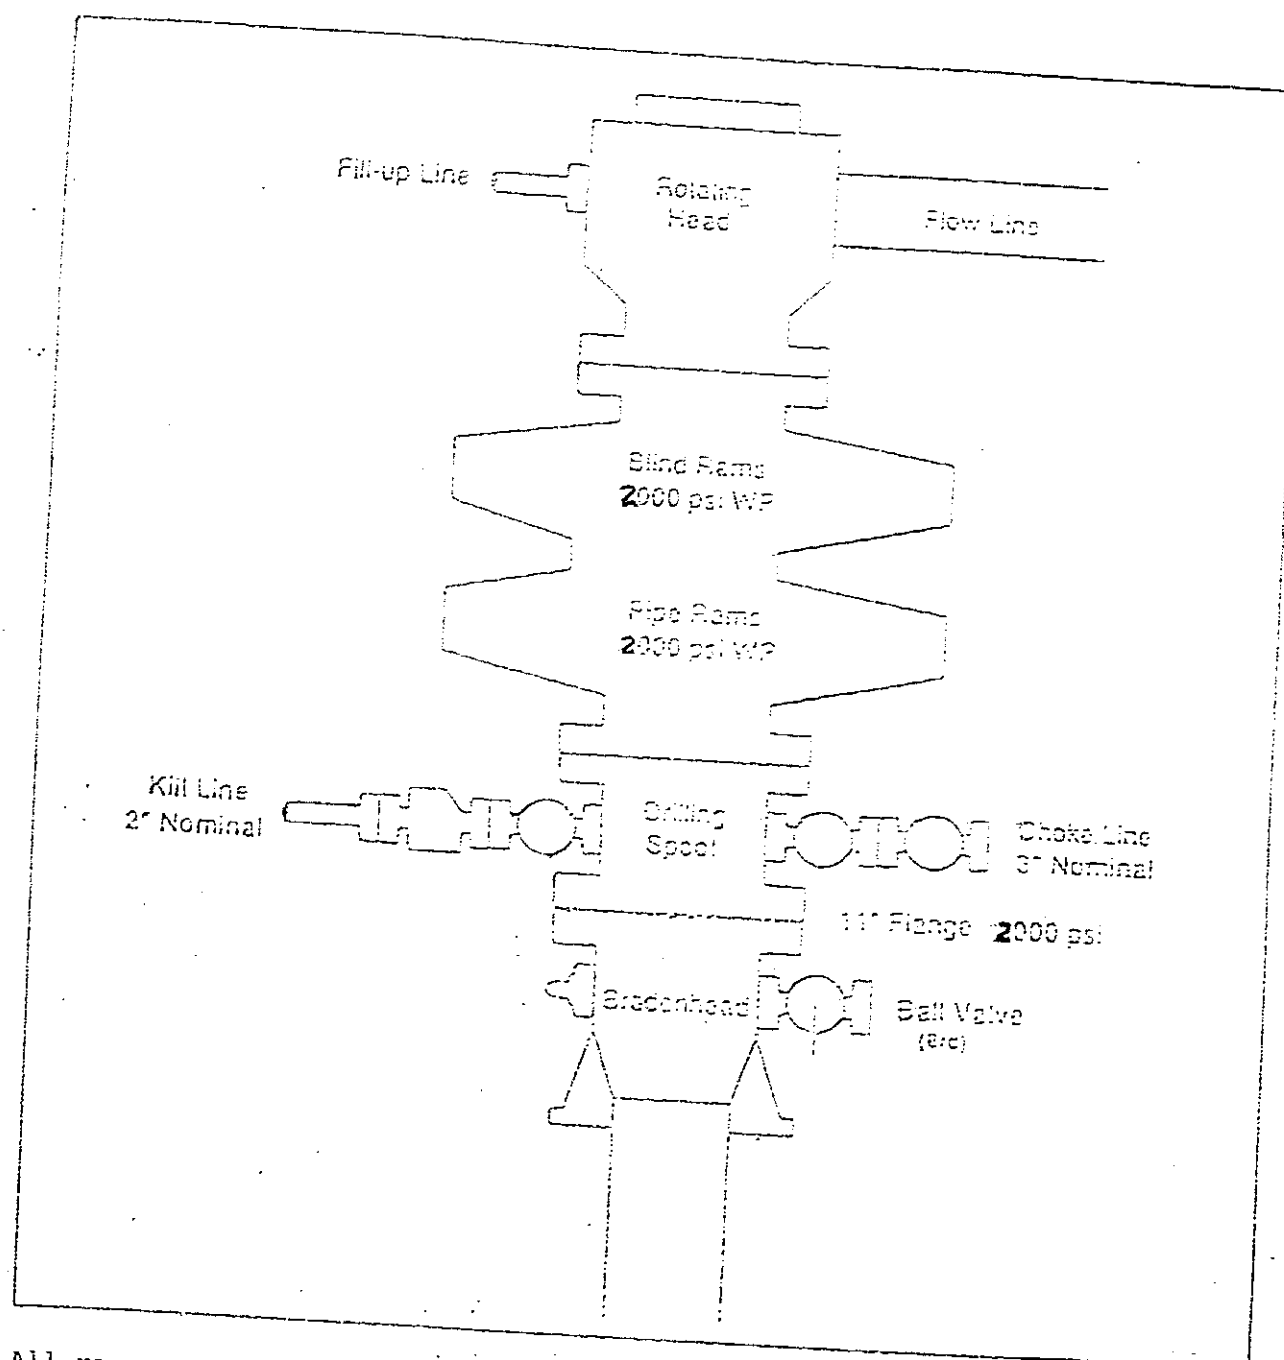 Fill-up Line
Rotating
Head
Flow Line
Blind Rams
2000 psi WP
Pipe Rams
2000 psi WP
Kill Line
2" Nominal
Drilling
Spool
Choke Line
3" Nominal
11" Flange 2000 psi
Bradenhead
Ball Valve
All